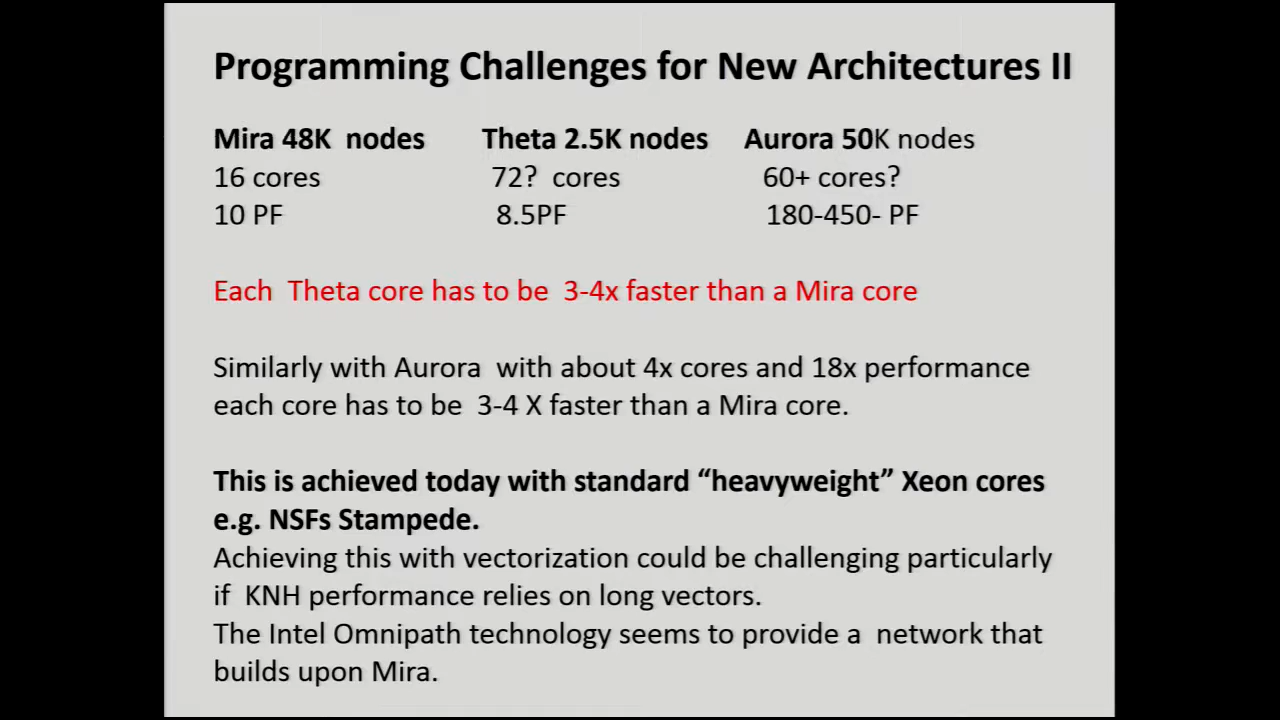 Programming Challenges for New Architectures II
Mira 48K nodes Theta 2.5K nodes Aurora 50K nodes
16 cores 72? cores 60+ cores?
10 PF 8.5PF 180-450- PF
Each Theta core has to be 3-4x faster than a Mira core
Similarly with Aurora with about 4x cores and 18x performance
each core has to be 3-4 X faster than a Mira core.
This is achieved today with standard “heavyweight” Xeon cores
e.g. NSFs Stampede.
Achieving this with vectorization could be challenging particularly
if KNH performance relies on long vectors.
The Intel Omnipath technology seems to provide a network that
builds upon Mira.